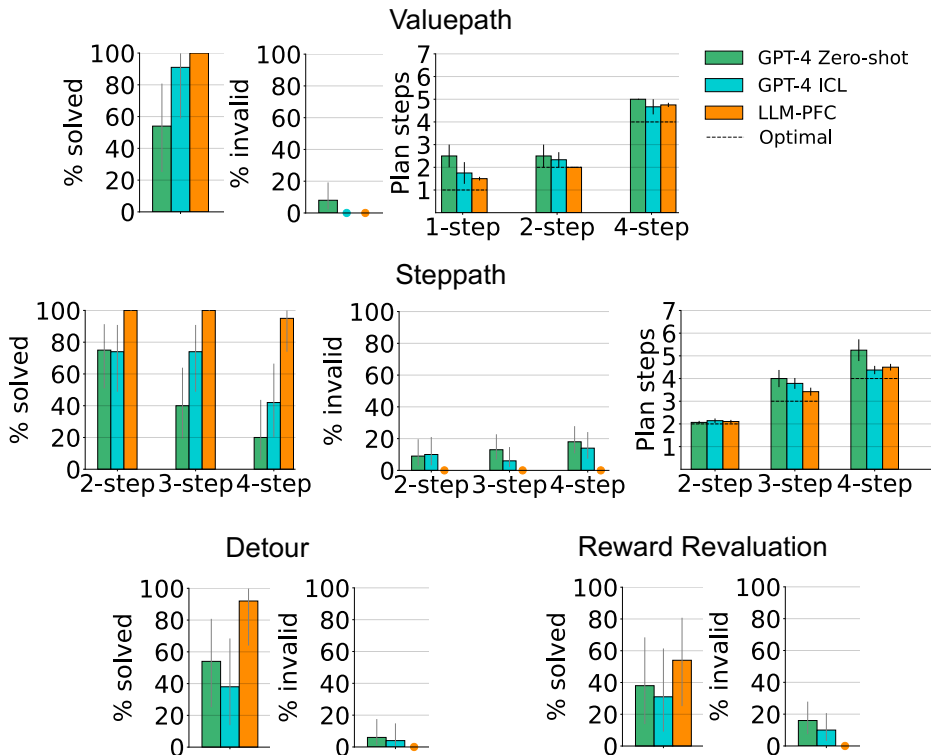 Valuepath
% solved
100
80
60
40
20
0
% invalid
100
80
60
40
20
0
Plan steps
7
6
5
4
3
2
1
1-step 2-step 4-step
GPT-4 Zero-shot
GPT-4 ICL
LLM-PFC
Optimal
Steppath
% solved
100
80
60
40
20
0
2-step 3-step 4-step
% invalid
100
80
60
40
20
0
2-step 3-step 4-step
Plan steps
7
6
5
4
3
2
1
0
2-step 3-step 4-step
Detour
% solved
100
80
60
40
20
0
% invalid
100
80
60
40
20
0
Reward Revaluation
% solved
100
80
60
40
20
0
% invalid
100
80
60
40
20
0